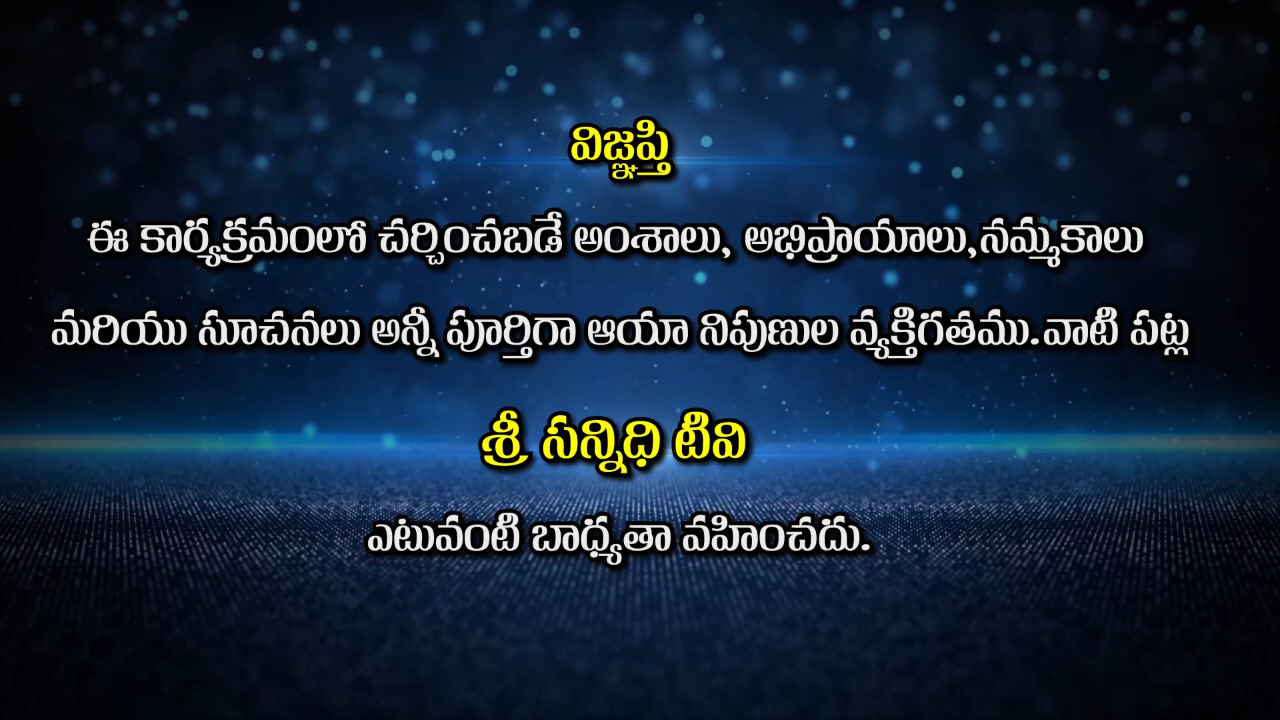 విజ్ఞప్తి
ఈ కార్యక్రమంలో చర్చించబడే అంశాలు, అభిప్రాయాలు,నమ్మకాలు
మరియు సూచనలు అన్నీ పూర్తిగా ఆయా నిపుణుల వ్యక్తిగతము.వాటి పట్ల
శ్రీ సన్నిధి టివి
ఎటువంటి బాధ్యతా వహించదు.